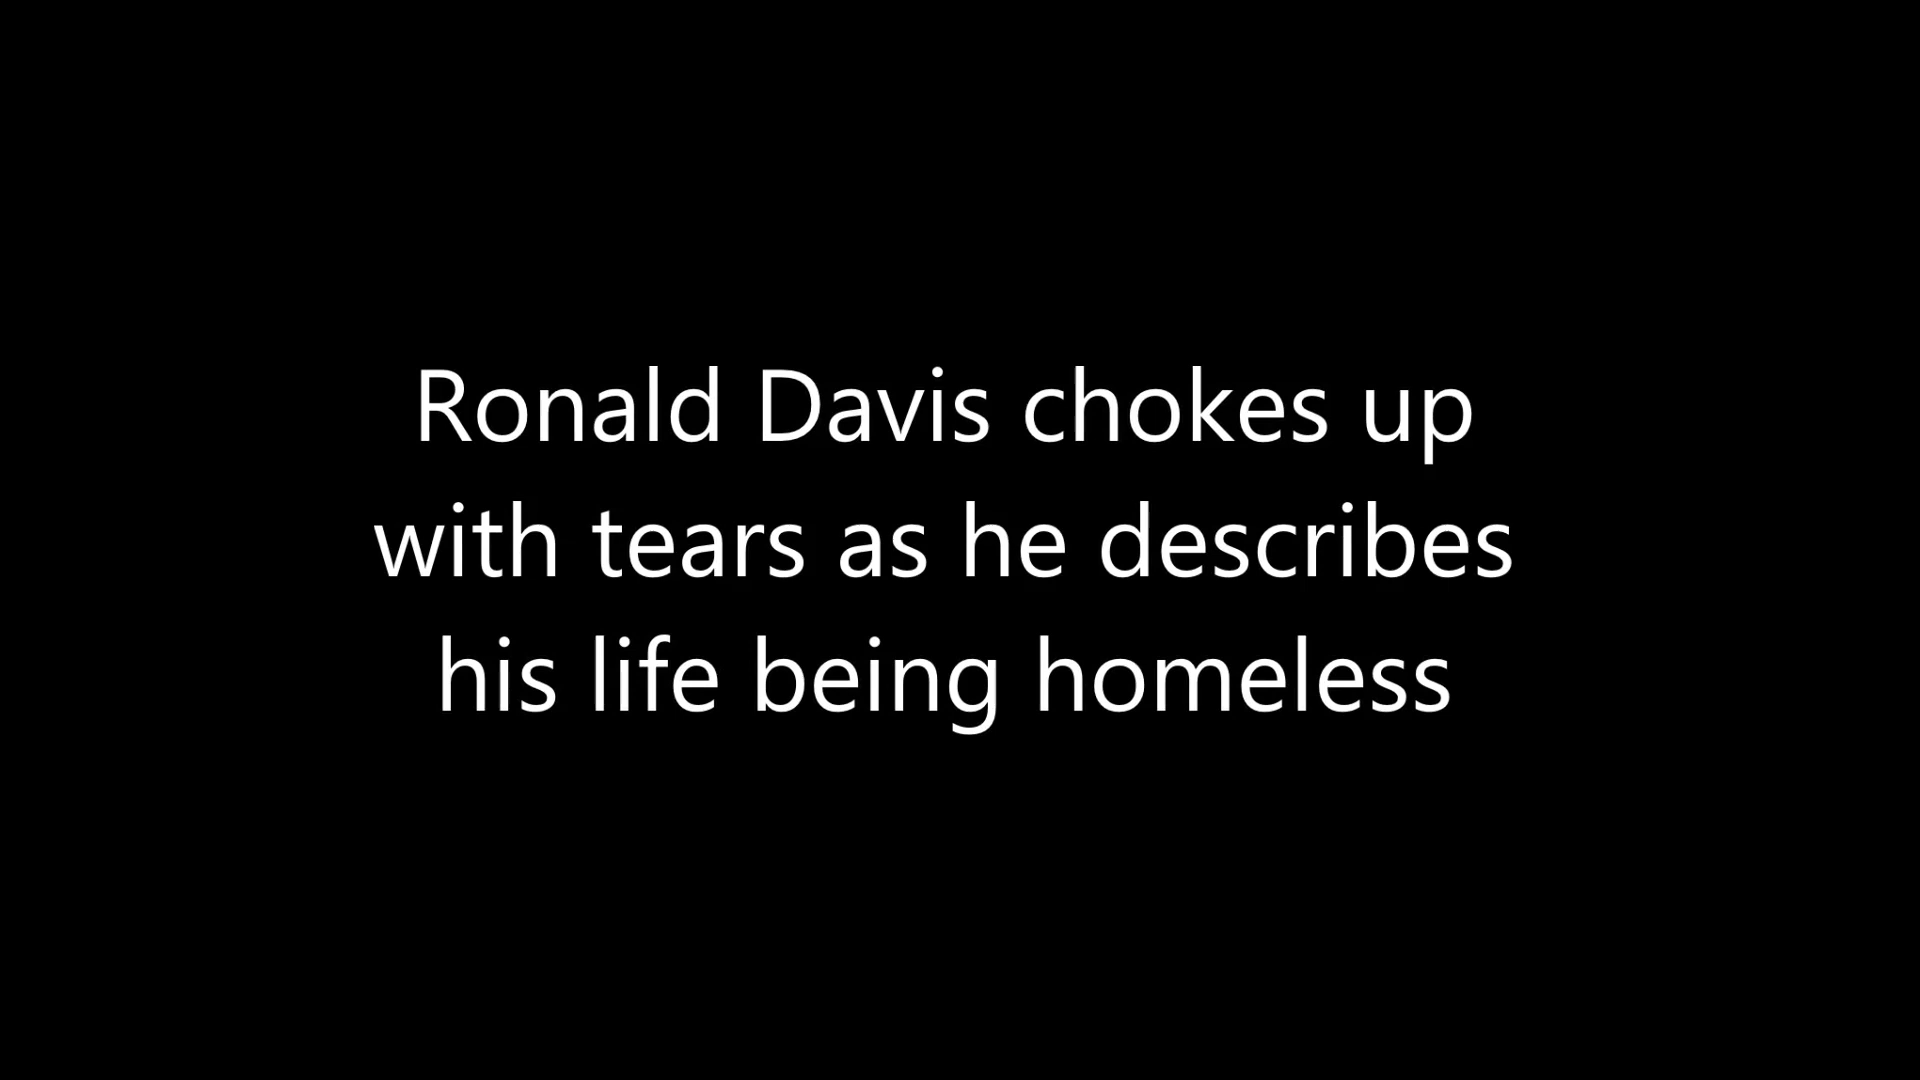 Ronald Davis chokes up
with tears as he describes
his life being homeless